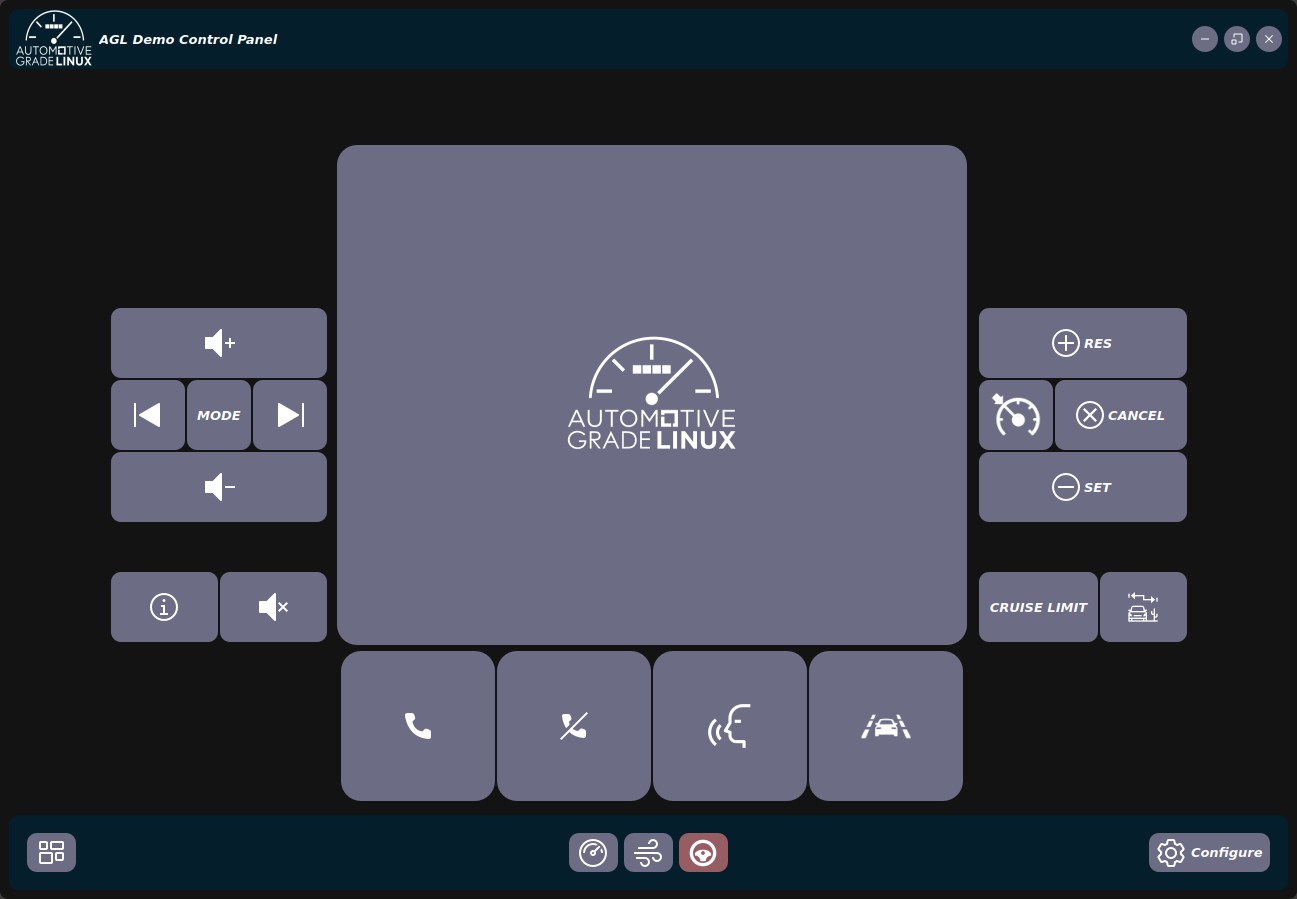 AUTOMOTIVE
GRADE LINUX
AGL Demo Control Panel
RES
MODE
CANCEL
AUTOMOTIVE
GRADE LINUX
SET
CRUISE LIMIT
Configure